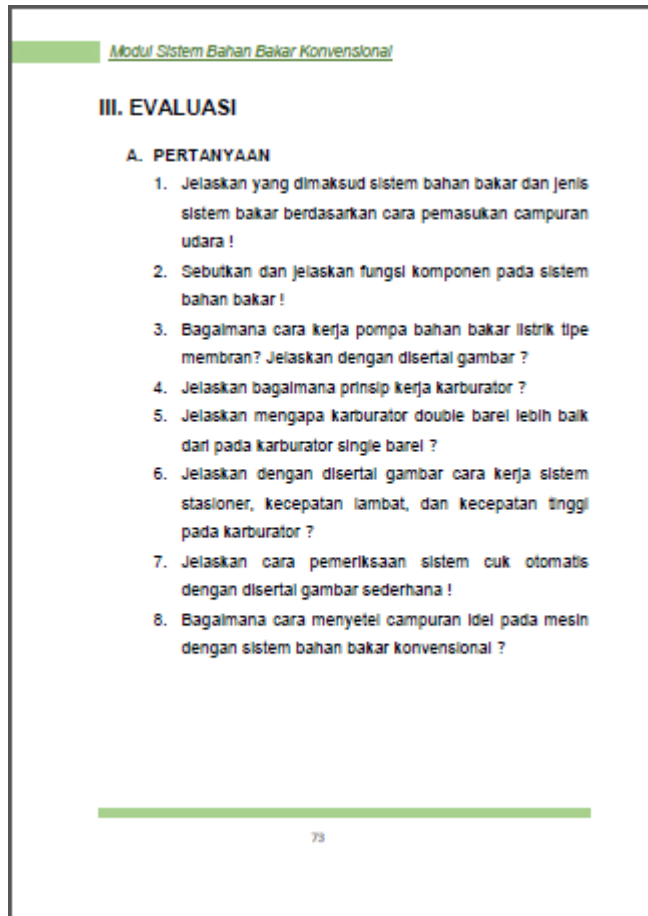 Modul Sistem Bahan Bakar Konvensional
III. EVALUASI
A. PERTANYAAN
1. Jelaskan yang dimaksud sistem bahan bakar dan jenis
sistem bakar berdasarkan cara pemasukan campuran
udara !
2. Sebutkan dan jelaskan fungsi komponen pada sistem
bahan bakar !
3. Bagaimana cara kerja pompa bahan bakar listrik tipe
membran? Jelaskan dengan disertai gambar ?
4. Jelaskan bagaimana prinsip kerja karburator ?
5. Jelaskan mengapa karburator double barel lebih baik
dari pada karburator single barel ?
6. Jelaskan dengan disertai gambar cara kerja sistem
stasioner, kecepatan lambat, dan kecepatan tinggi
pada karburator ?
7. Jelaskan cara pemeriksaan sistem cuk otomatis
dengan disertai gambar sederhana !
8. Bagaimana cara menyetel campuran idel pada mesin
dengan sistem bahan bakar konvensional ?
73